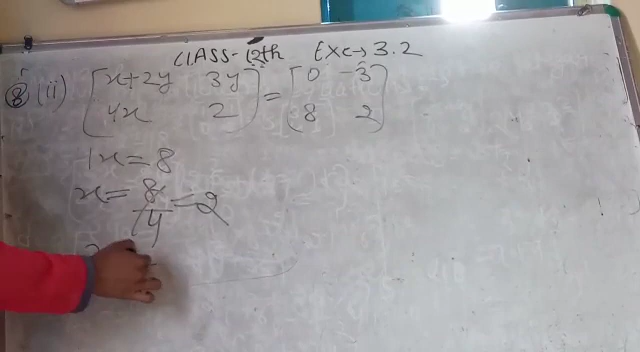 CLASS-12th Exc→3.2
⑧ (ii) [x+2y 3y] = [0 -3]
[4x 2] [8 2]
1x=8
x= 8/4 =2